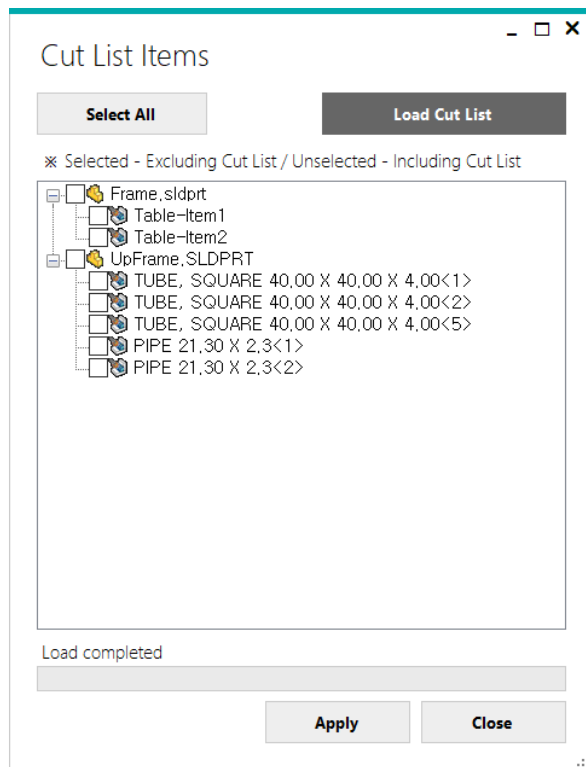 Cut List Items
Select All
Load Cut List
※ Selected - Excluding Cut List / Unselected - Including Cut List
Frame.sldprt
Table-Item1
Table-Item2
UpFrame.SLDPRT
TUBE, SQUARE 40.00 X 40.00 X 4.00<1>
TUBE, SQUARE 40.00 X 40.00 X 4.00<2>
TUBE, SQUARE 40.00 X 40.00 X 4.00<5>
PIPE 21.30 X 2.3<1>
PIPE 21.30 X 2.3<2>
Load completed
Apply
Close